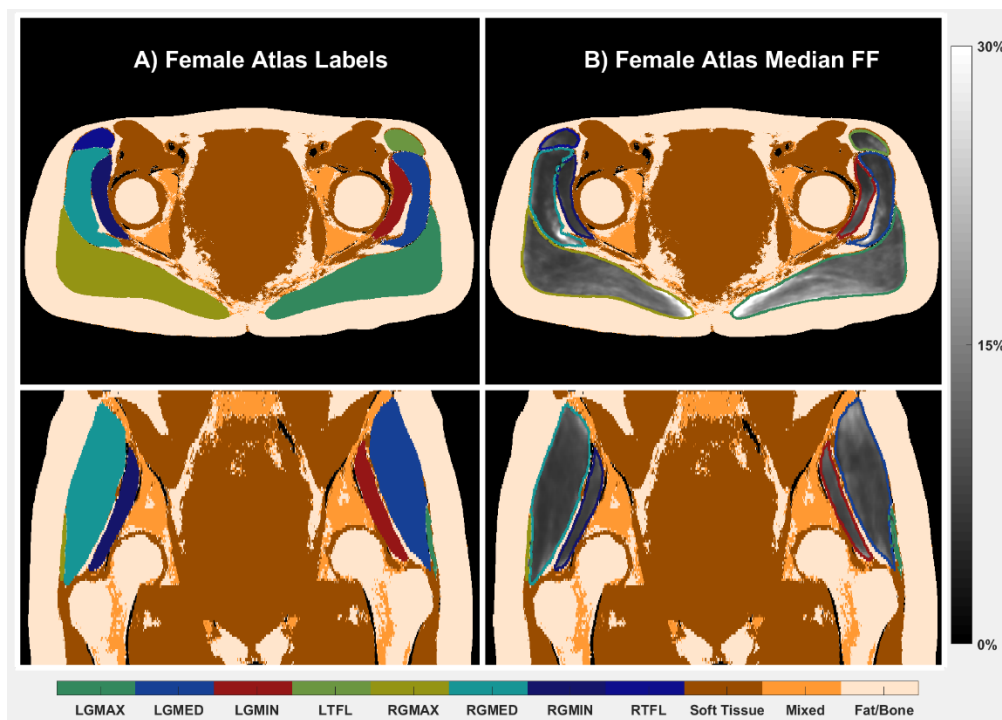 A) Female Atlas Labels
B) Female Atlas Median FF
30%
15%
0%
LGMAX LGMED LGMIN LTFL RGMAX RGMED RGMIN RTFL Soft Tissue Mixed Fat/Bone